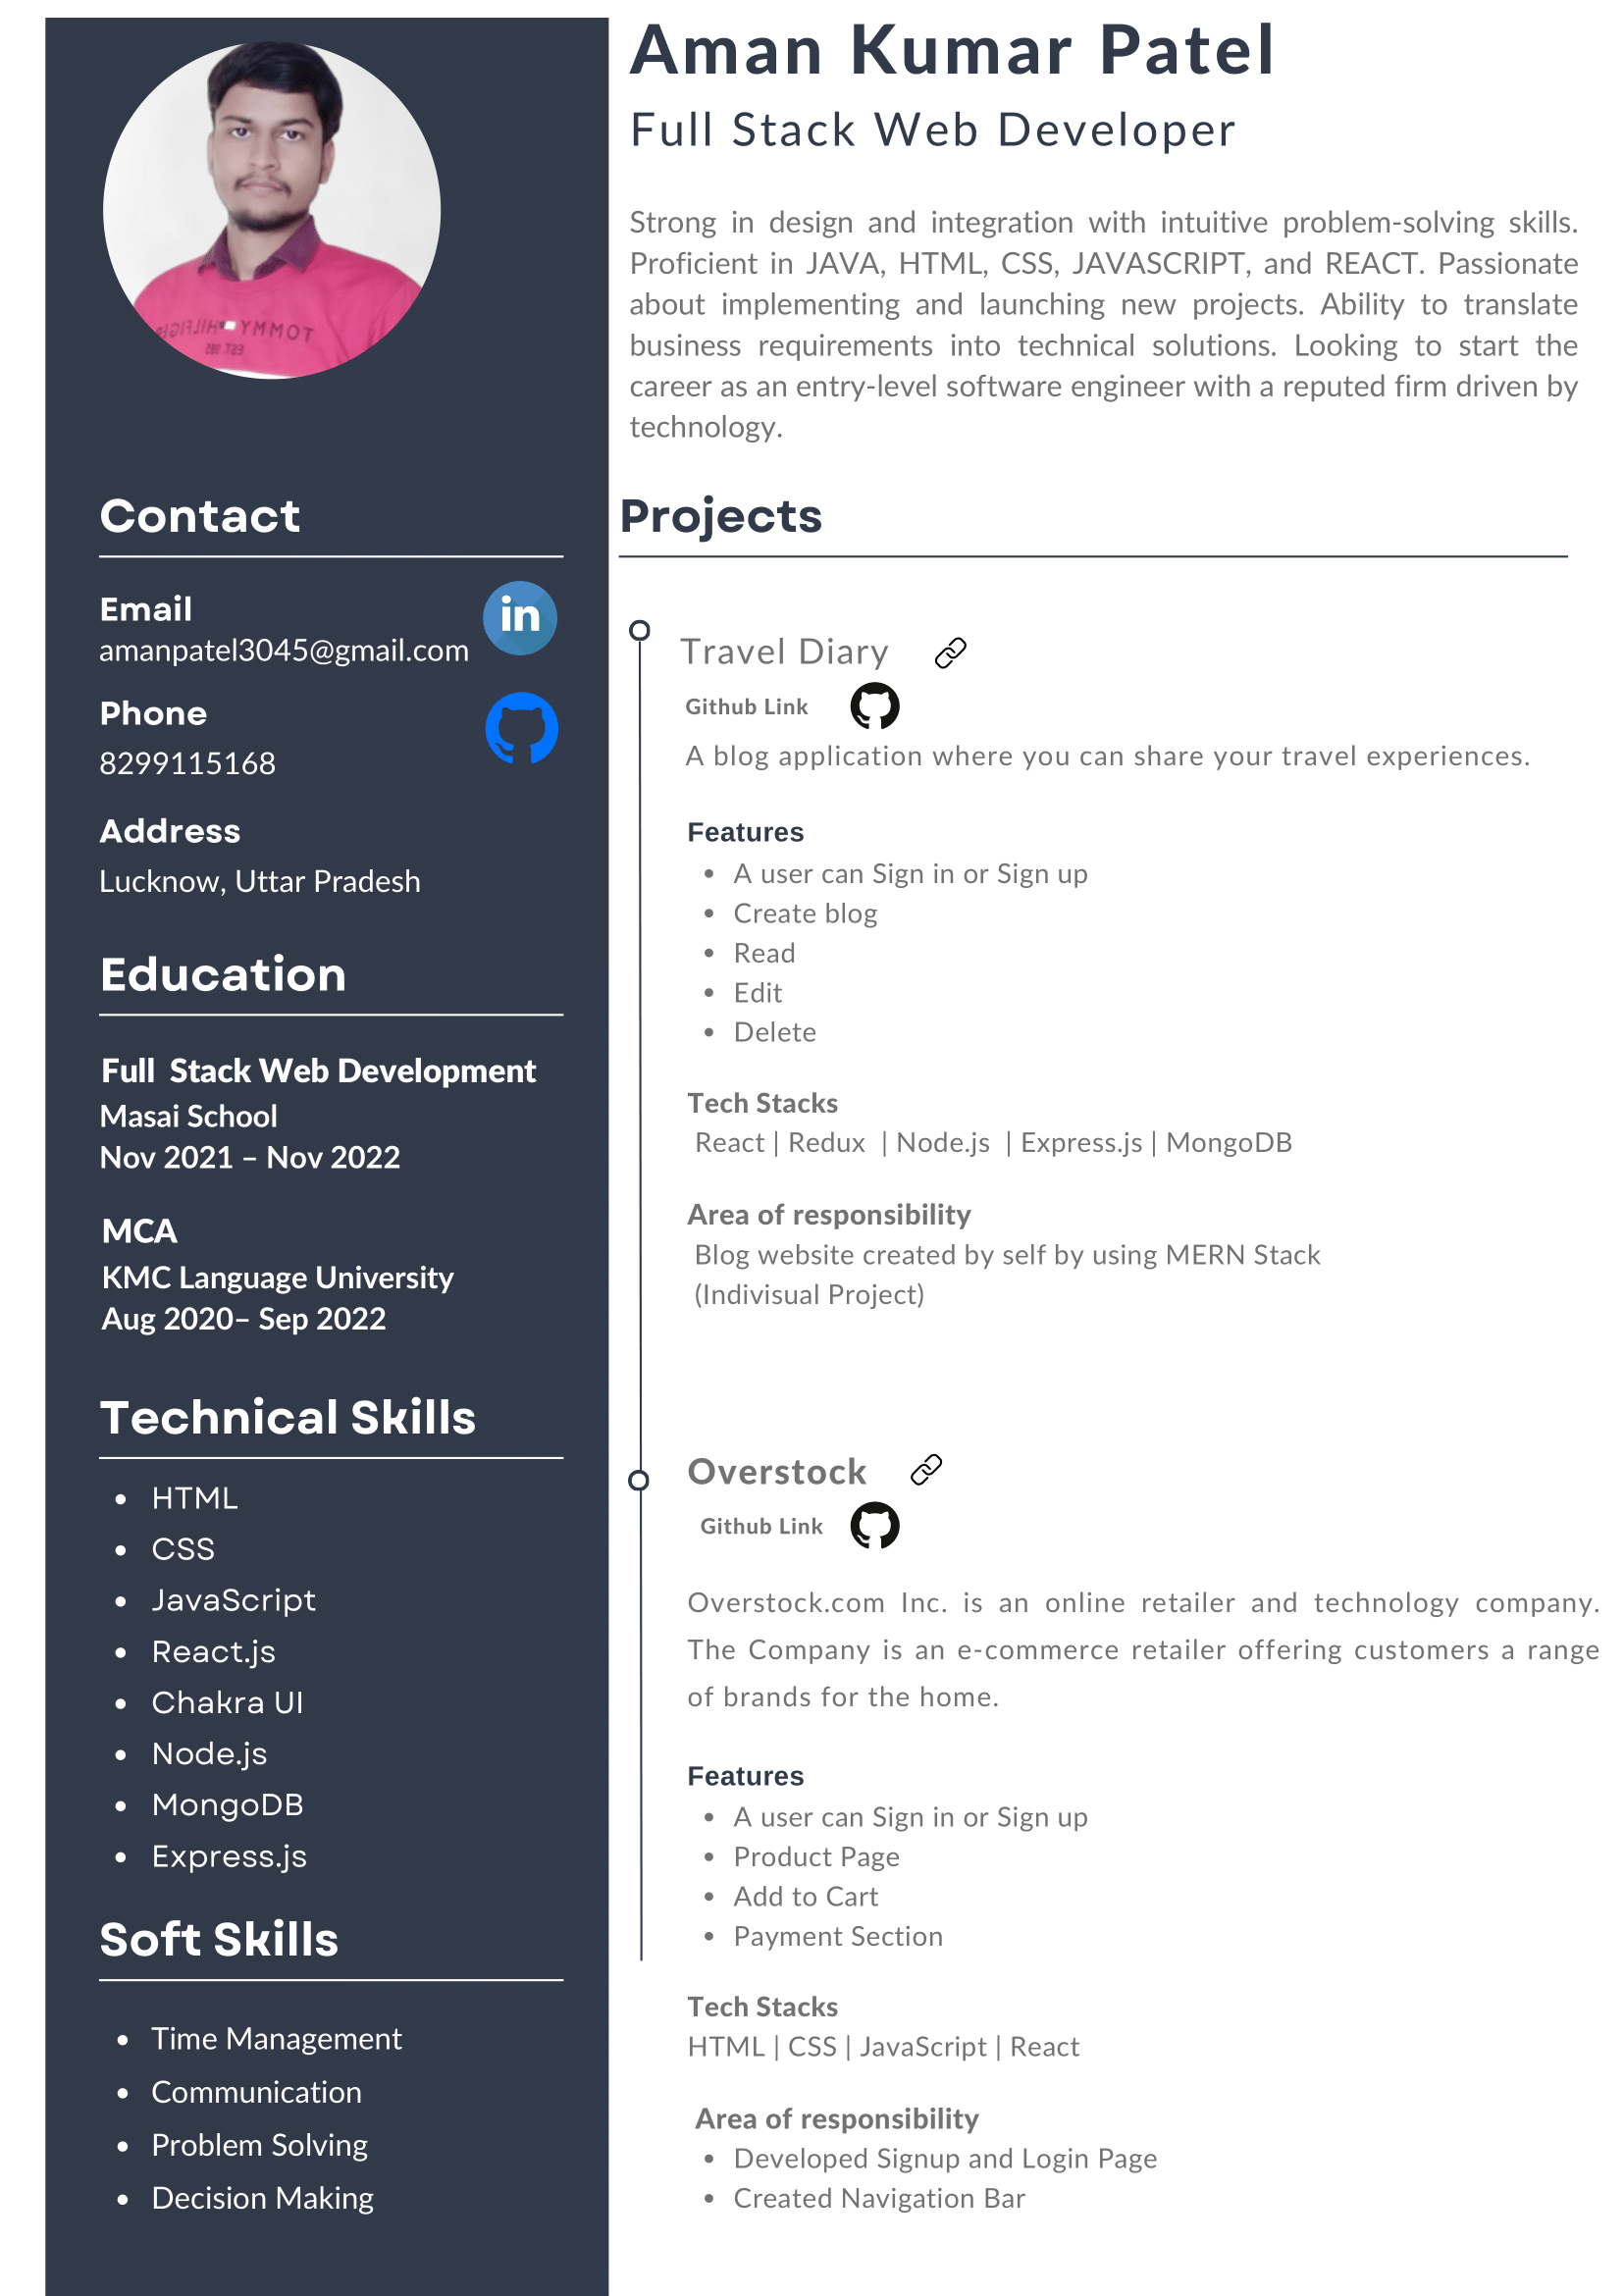 Aman Kumar Patel
Full Stack Web Developer
Strong in design and integration with intuitive problem-solving skills.
Proficient in JAVA, HTML, CSS, JAVASCRIPT, and REACT. Passionate
about implementing and launching new projects. Ability to translate
business requirements into technical solutions. Looking to start the
career as an entry-level software engineer with a reputed firm driven by
technology.
TOMMY HILFIGER
EST. 1985
Contact
Email
amanpatel3045@gmail.com
in
Phone
8299115168
Address
Lucknow, Uttar Pradesh
Education
Full  Stack Web Development
Masai School
Nov 2021 – Nov 2022
MCA
KMC Language University
Aug 2020– Sep 2022
Technical Skills
• HTML
• CSS
• JavaScript
• React.js
• Chakra UI
• Node.js
• MongoDB
• Express.js
Soft Skills
• Time Management
• Communication
• Problem Solving
• Decision Making
Projects
Travel Diary
Github Link
A blog application where you can share your travel experiences.
Features
• A user can Sign in or Sign up
• Create blog
• Read
• Edit
• Delete
Tech Stacks
React | Redux  | Node.js  | Express.js | MongoDB
Area of responsibility
Blog website created by self by using MERN Stack
(Indivisual Project)
Overstock
Github Link
Overstock.com Inc. is an online retailer and technology company.
The Company is an e-commerce retailer offering customers a range
of brands for the home.
Features
• A user can Sign in or Sign up
• Product Page
• Add to Cart
• Payment Section
Tech Stacks
HTML | CSS | JavaScript | React
Area of responsibility
• Developed Signup and Login Page
• Created Navigation Bar